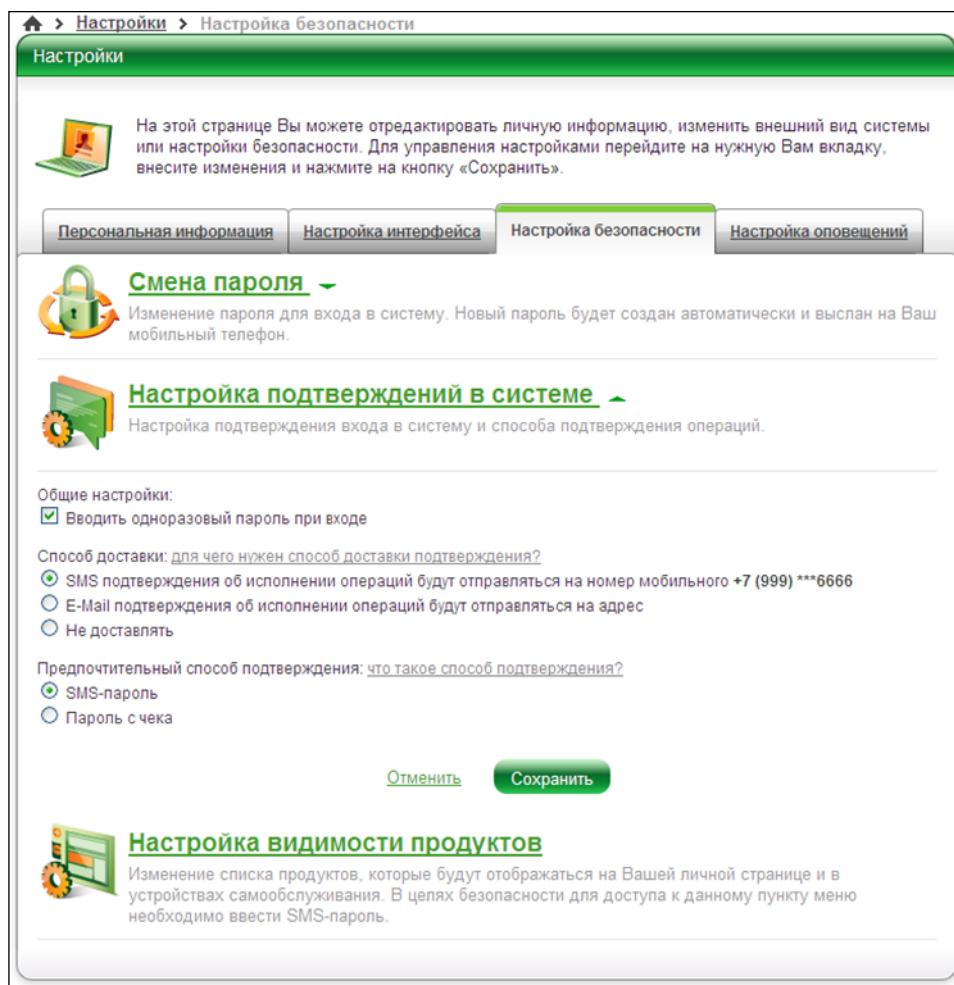 > Настройки > Настройка безопасности
Настройки
На этой странице Вы можете отредактировать личную информацию, изменить внешний вид системы
или настройки безопасности. Для управления настройками перейдите на нужную Вам вкладку,
внесите изменения и нажмите на кнопку «Сохранить».
Персональная информация Настройка интерфейса Настройка безопасности Настройка оповещений
Смена пароля
Изменение пароля для входа в систему. Новый пароль будет создан автоматически и выслан на Ваш
мобильный телефон.
Настройка подтверждений в системе
Настройка подтверждения входа в систему и способа подтверждения операций.
Общие настройки:
Вводить одноразовый пароль при входе
Способ доставки: для чего нужен способ доставки подтверждения?
SMS подтверждения об исполнении операций будут отправляться на номер мобильного +7 (999) ***6666
E-Mail подтверждения об исполнении операций будут отправляться на адрес
Не доставлять
Предпочтительный способ подтверждения: что такое способ подтверждения?
SMS-пароль
Пароль с чека
Отменить Сохранить
Настройка видимости продуктов
Изменение списка продуктов, которые будут отображаться на Вашей личной странице и в
устройствах самообслуживания. В целях безопасности для доступа к данному пункту меню
необходимо ввести SMS-пароль.